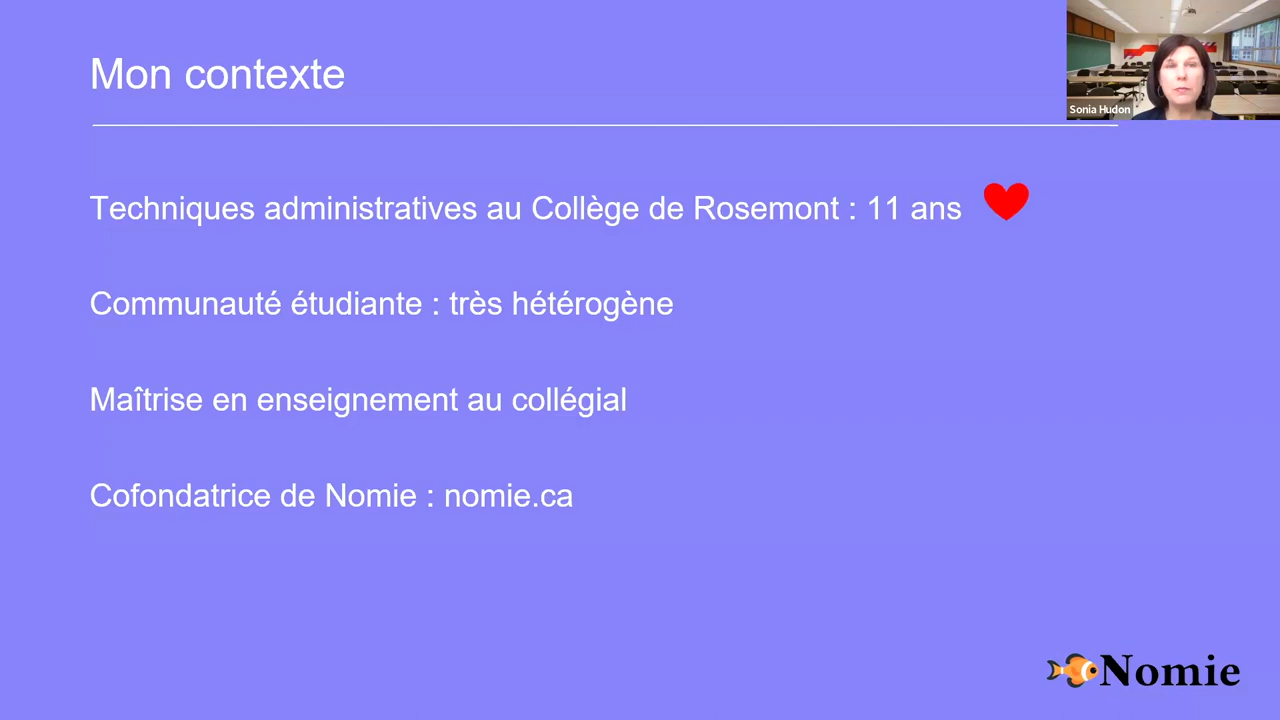 Mon contexte
Sonia Hudon
Techniques administratives au Collège de Rosemont : 11 ans
Communauté étudiante : très hétérogène
Maîtrise en enseignement au collégial
Cofondatrice de Nomie : nomie.ca
Nomie